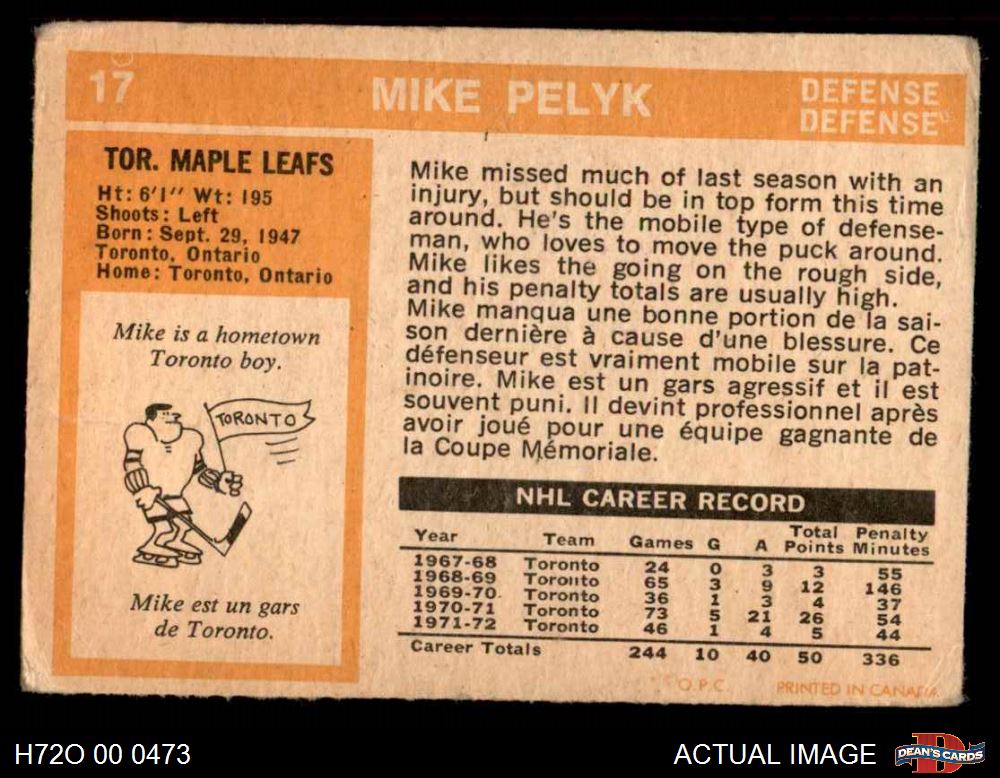 17
MIKE PELYK
DEFENSE
DEFENSE
TOR. MAPLE LEAFS
Ht: 6'1'' Wt: 195
Shoots: Left
Born: Sept. 29, 1947
Toronto, Ontario
Home: Toronto, Ontario
Mike is a hometown
Toronto boy.
TORONTO
Mike est un gars
de Toronto.
Mike missed much of last season with an
injury, but should be in top form this time
around. He's the mobile type of defense-
man, who loves to move the puck around.
Mike likes the going on the rough side,
and his penalty totals are usually high.
Mike manqua une bonne portion de la sai-
son dernière à cause d'une blessure. Ce
défenseur est vraiment mobile sur la pat-
inoire. Mike est un gars agressif et il est
souvent puni. Il devint professionnel après
avoir joué pour une équipe gagnante de
la Coupe Mémoriale.
NHL CAREER RECORD
Year Team Games G A Total Points Penalty Minutes
1967-68 Toronto 24 0 3 3 55
1968-69 Toronto 65 3 9 12 146
1969-70 Toronto 36 1 3 4 37
1970-71 Toronto 73 5 21 26 54
1971-72 Toronto 46 1 4 5 44
Career Totals 244 10 40 50 336
O.P.C. PRINTED IN CANADA
H72O 00 0473
ACTUAL IMAGE
DEAN'S CARDS